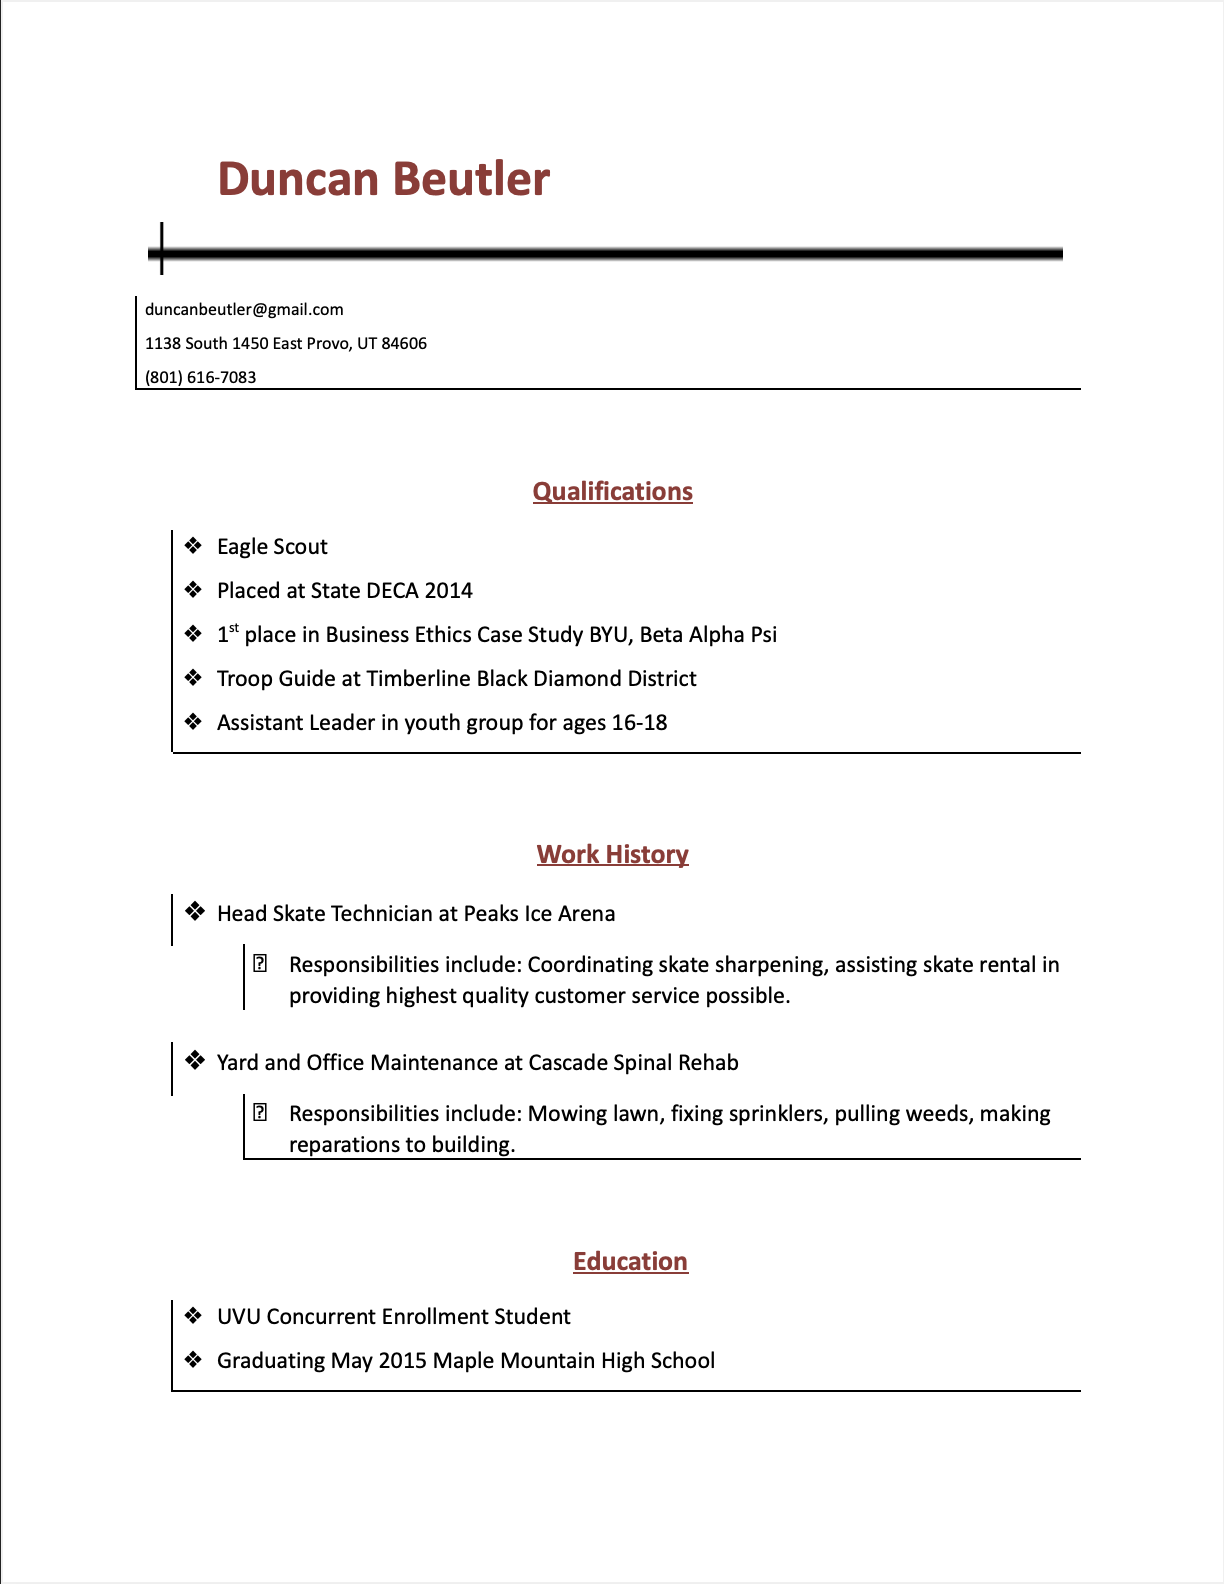 Duncan Beutler
duncanbeutler@gmail.com
1138 South 1450 East Provo, UT 84606
(801) 616-7083
Qualifications
❖ Eagle Scout
❖ Placed at State DECA 2014
❖ 1st place in Business Ethics Case Study BYU, Beta Alpha Psi
❖ Troop Guide at Timberline Black Diamond District
❖ Assistant Leader in youth group for ages 16-18
Work History
❖ Head Skate Technician at Peaks Ice Arena
⍰ Responsibilities include: Coordinating skate sharpening, assisting skate rental in
providing highest quality customer service possible.
❖ Yard and Office Maintenance at Cascade Spinal Rehab
⍰ Responsibilities include: Mowing lawn, fixing sprinklers, pulling weeds, making
reparations to building.
Education
❖ UVU Concurrent Enrollment Student
❖ Graduating May 2015 Maple Mountain High School